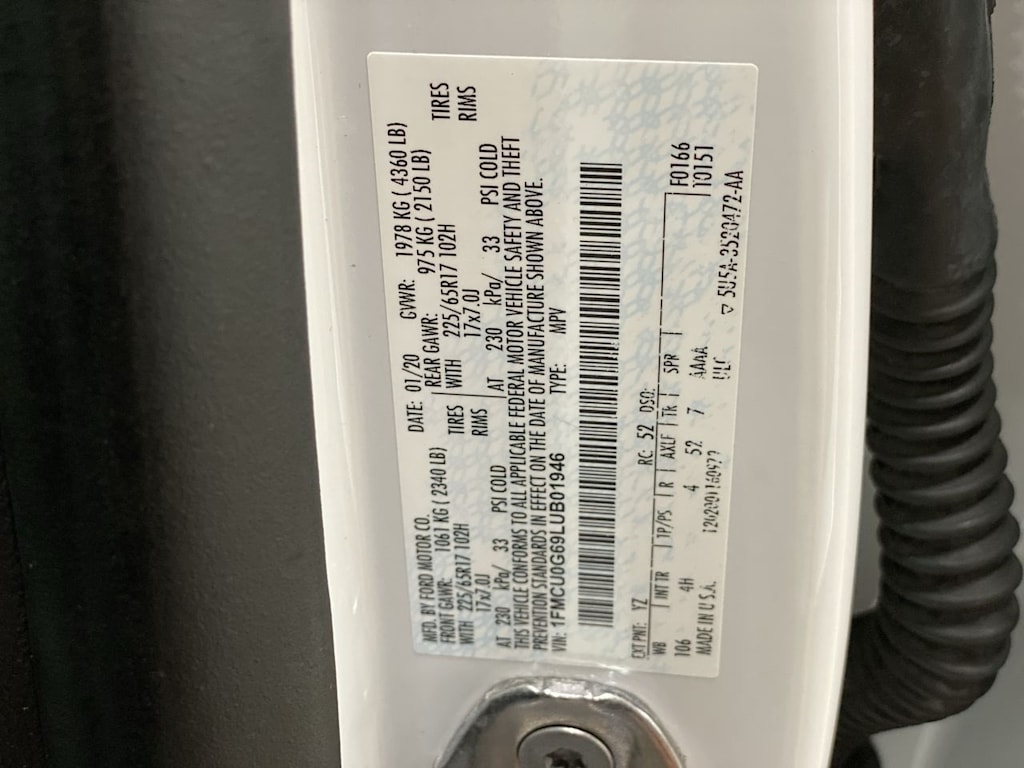 MFD. BY FORD MOTOR CO. DATE: 01/20 GVWR: 1978 KG ( 4360 LB)
FRONT GAWR: 1061 KG ( 2340 LB) REAR GAWR: 975 KG ( 2150 LB)
WITH 225/65R17 102H TIRES WITH 225/65R17 102H TIRES
17x7.0J RIMS 17x7.0J RIMS
AT 230 kPa/ 33 PSI COLD AT 230 kPa/ 33 PSI COLD
THIS VEHICLE CONFORMS TO ALL APPLICABLE FEDERAL MOTOR VEHICLE SAFETY AND THEFT
PREVENTION STANDARDS IN EFFECT ON THE DATE OF MANUFACTURE SHOWN ABOVE.
VIN: 1FMCU0G69LUB01946 TYPE: MPV
EXT PNT: YZ RC: 52 DSO: F0166
WB INT TR TP/PS R AXLE TR SPR 10151
106 4H 4 52 7 AAAA
MADE IN U.S.A. ULC 5U5A-3520472-AA